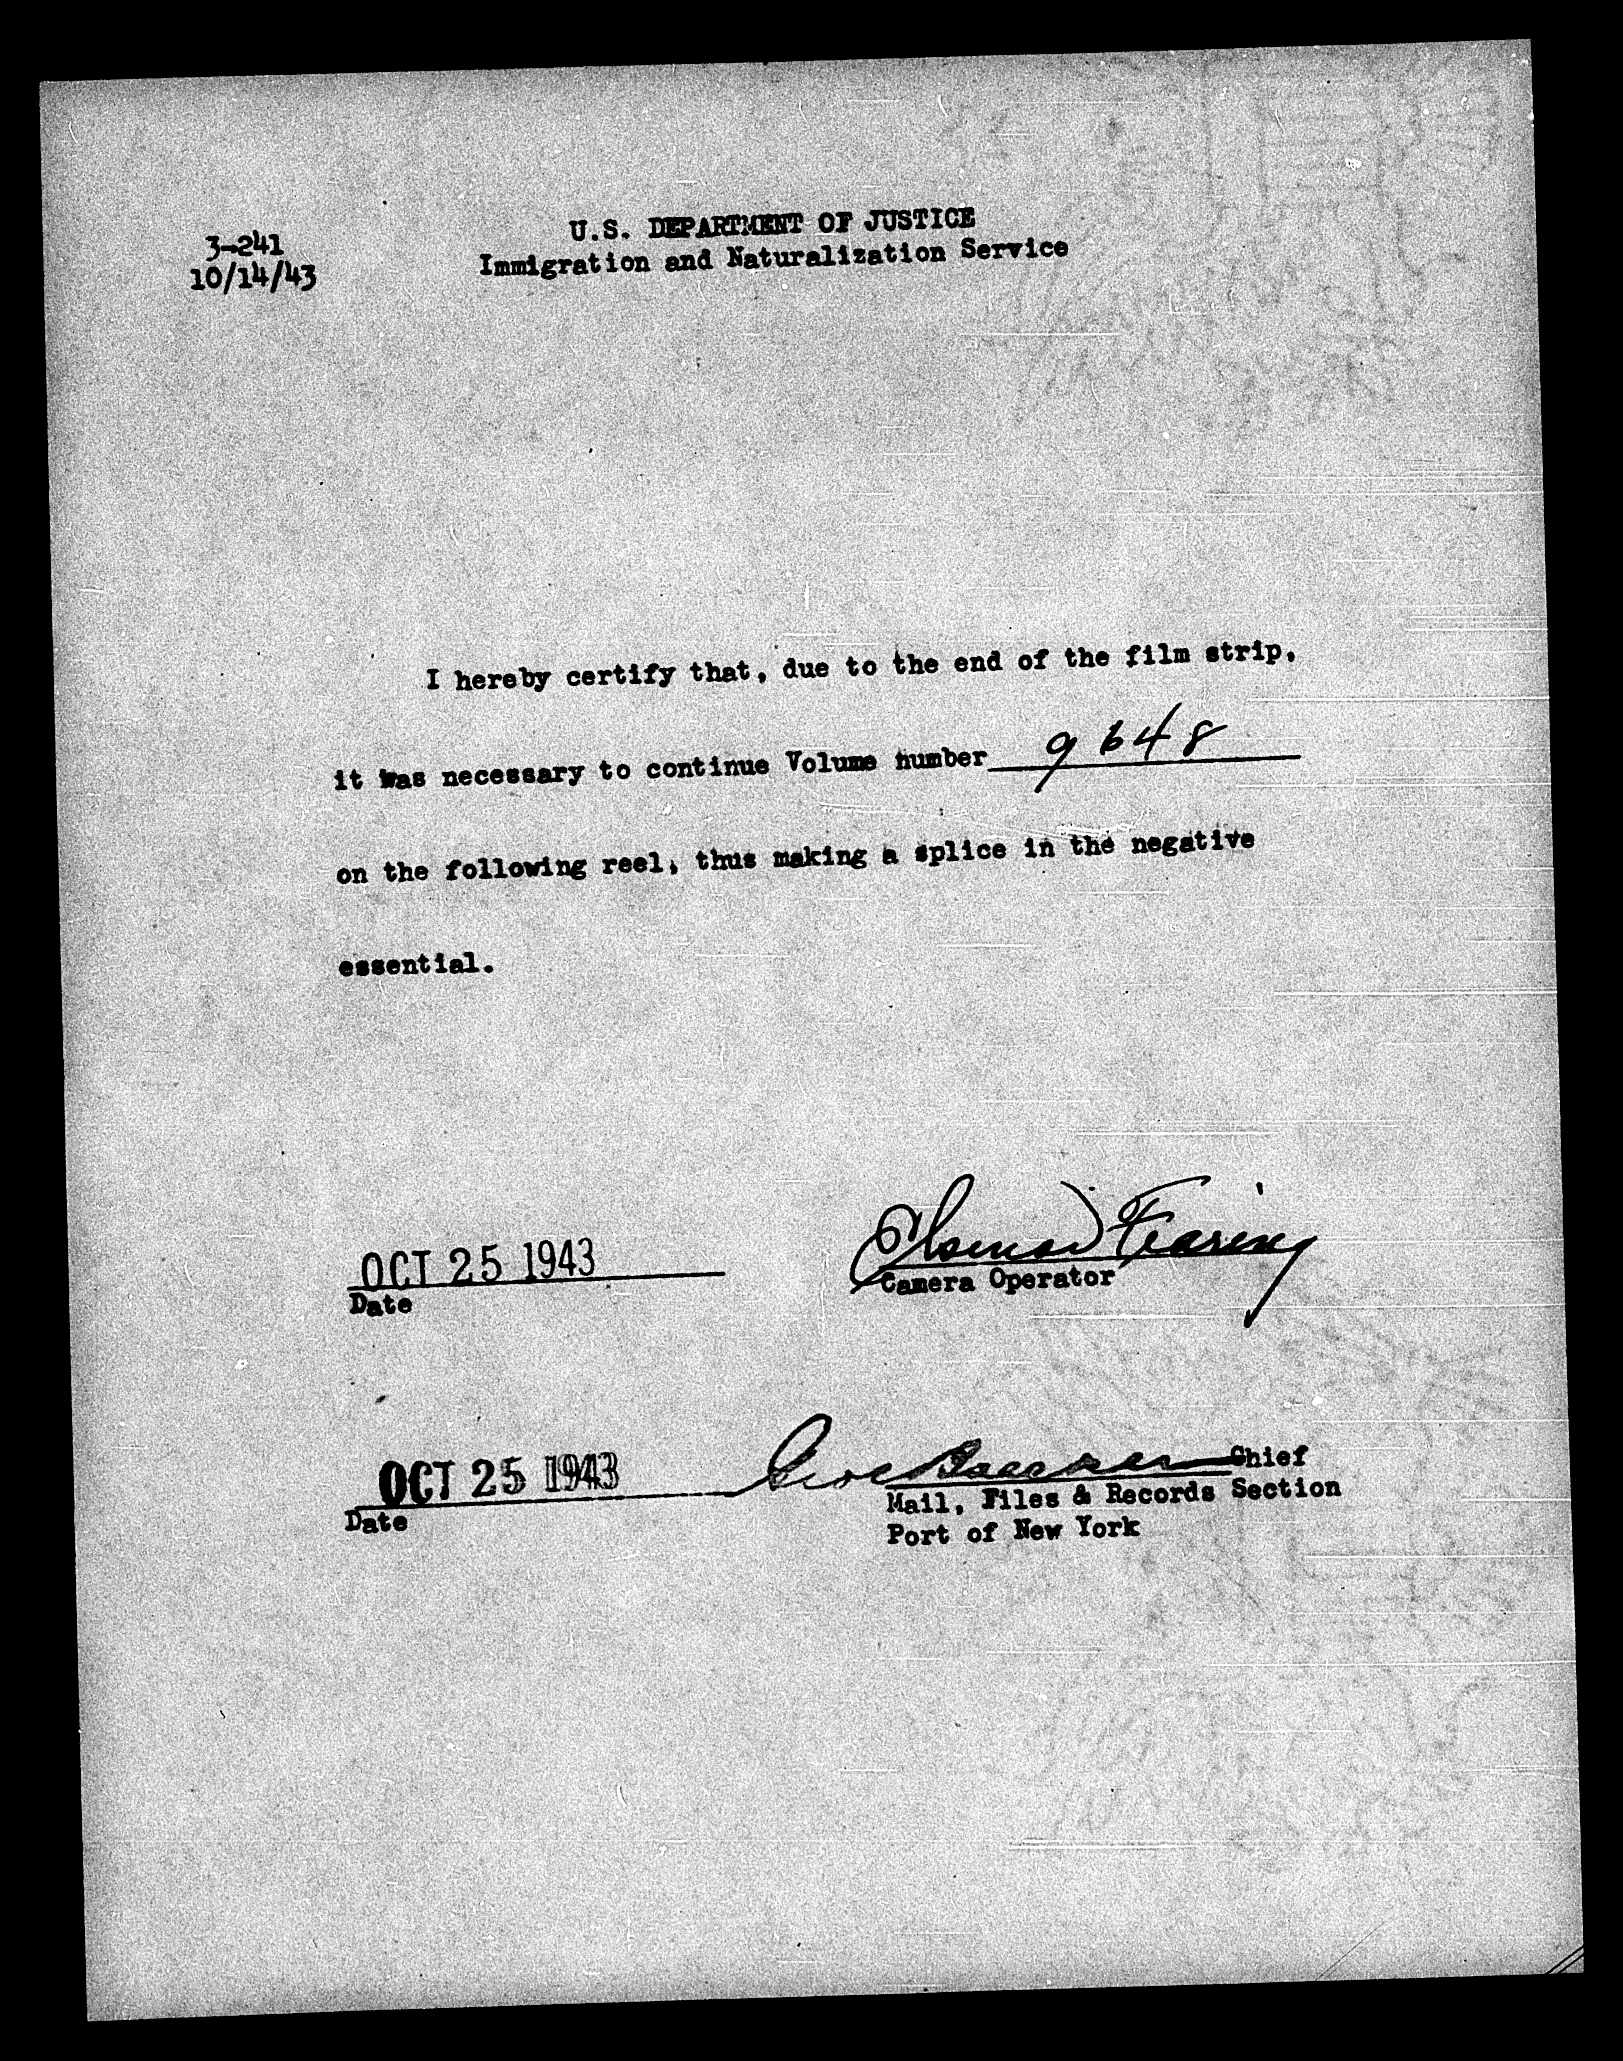 3-241
10/14/43
U.S. DEPARTMENT OF JUSTICE
Immigration and Naturalization Service
I hereby certify that, due to the end of the film strip,
it was necessary to continue Volume number 9648
on the following reel, thus making a splice in the negative
essential.
OCT 25 1943
Date
Fearing
Camera Operator
OCT 25 1943
Date
Chief
Mail, Files & Records Section
Port of New York